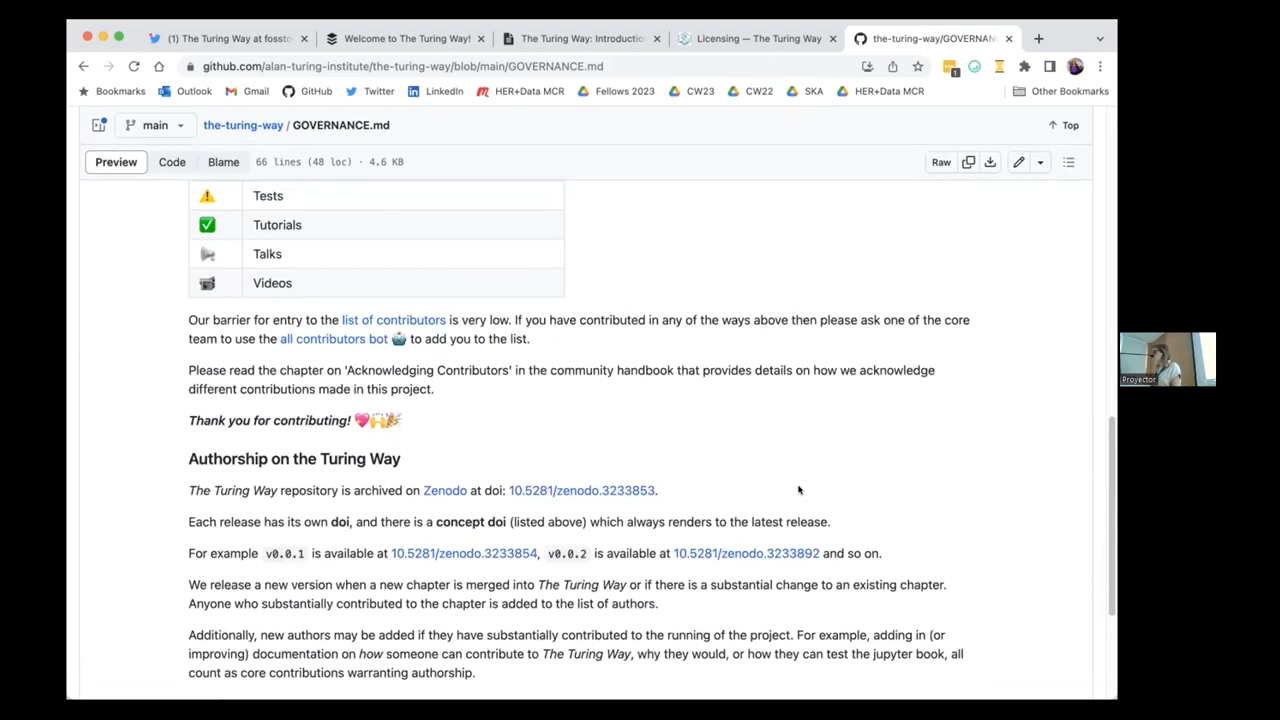 (1) The Turing Way at fossto
Welcome to The Turing Way!
The Turing Way: Introductio
Licensing — The Turing Way
the-turing-way/GOVERNAN
github.com/alan-turing-institute/the-turing-way/blob/main/GOVERNANCE.md
1
Bookmarks
Outlook
Gmail
GitHub
Twitter
LinkedIn
HER+Data MCR
Fellows 2023
CW23
CW22
SKA
HER+Data MCR
Other Bookmarks
main
the-turing-way / GOVERNANCE.md
Top
Preview
Code
Blame
66 lines (48 loc) · 4.6 KB
Raw
Tests
Tutorials
Talks
Videos
Our barrier for entry to the list of contributors is very low. If you have contributed in any of the ways above then please ask one of the core
team to use the all contributors bot 🤖 to add you to the list.
Please read the chapter on 'Acknowledging Contributors' in the community handbook that provides details on how we acknowledge
different contributions made in this project.
Thank you for contributing! 💖🙌🎉
Authorship on the Turing Way
The Turing Way repository is archived on Zenodo at doi: 10.5281/zenodo.3233853.
Each release has its own doi, and there is a concept doi (listed above) which always renders to the latest release.
For example v0.0.1 is available at 10.5281/zenodo.3233854, v0.0.2 is available at 10.5281/zenodo.3233892 and so on.
We release a new version when a new chapter is merged into The Turing Way or if there is a substantial change to an existing chapter.
Anyone who substantially contributed to the chapter is added to the list of authors.
Additionally, new authors may be added if they have substantially contributed to the running of the project. For example, adding in (or
improving) documentation on how someone can contribute to The Turing Way, why they would, or how they can test the jupyter book, all
count as core contributions warranting authorship.
Proyector